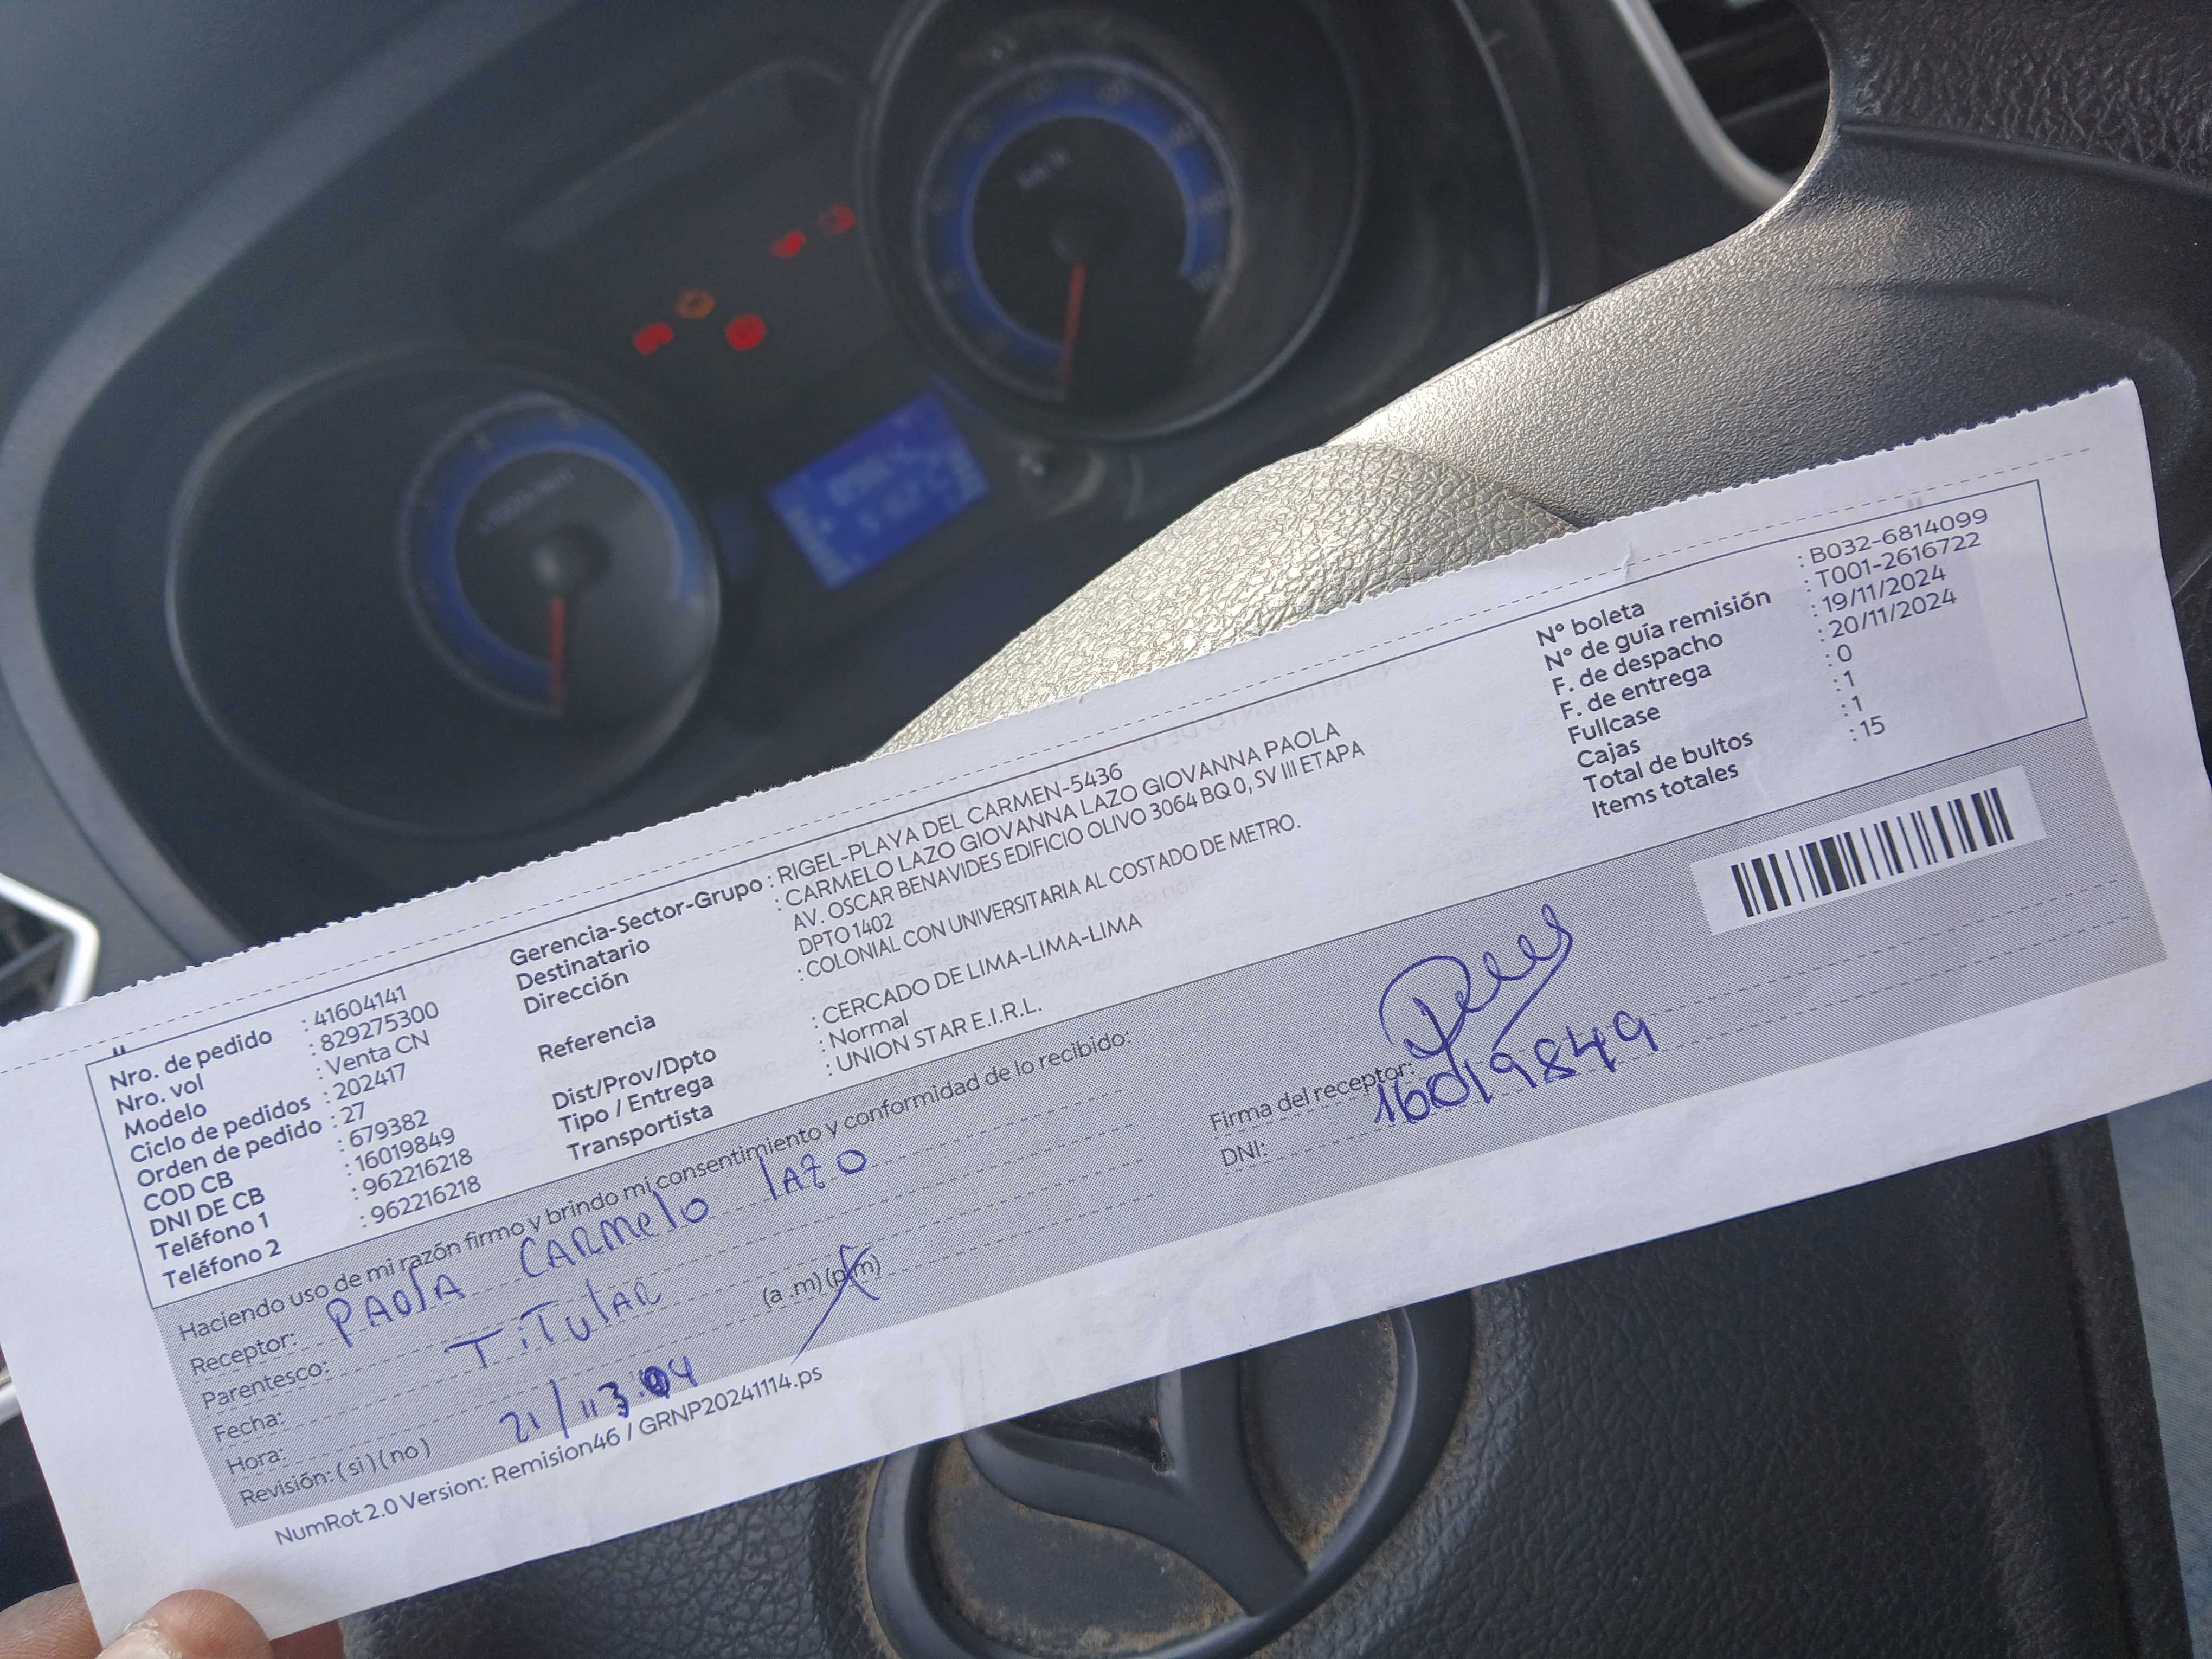 Nro. de pedido : 41604141
Nro. vol : 829275300
Modelo : Venta CN
Ciclo de pedidos : 202417
Orden de pedido : 27
COD CB : 679382
DNI DE CB : 16019849
Teléfono 1 : 962216218
Teléfono 2 : 962216218
Gerencia-Sector-Grupo : RIGEL-PLAYA DEL CARMEN-5436
Destinatario : CARMELO LAZO GIOVANNA LAZO GIOVANNA PAOLA
Dirección AV. OSCAR BENAVIDES EDIFICIO OLIVO 3064 BQ 0, SV III ETAPA
DPTO 1402
Referencia : COLONIAL CON UNIVERSITARIA AL COSTADO DE METRO.
Dist/Prov/Dpto : CERCADO DE LIMA-LIMA-LIMA
Tipo / Entrega : Normal
Transportista : UNION STAR E.I.R.L.
N° boleta : B032-6814099
N° de guía remisión : T001-2616722
F. de despacho : 19/11/2024
F. de entrega : 20/11/2024
Fullcase : 0
Cajas : 1
Total de bultos : 1
Items totales : 15
Haciendo uso de mi razón firmo y brindo mi consentimiento y conformidad de lo recibido:
Receptor: PAOlA CARMelo lAZO
Parentesco: TiTulAR
Fecha:
Hora: (a .m) (p.m)
Revisión: (si) (no) 21/11
Firma del receptor:
DNI: 16019849
NumRot 2.0 Version: Remision46 / GRNP20241114.ps